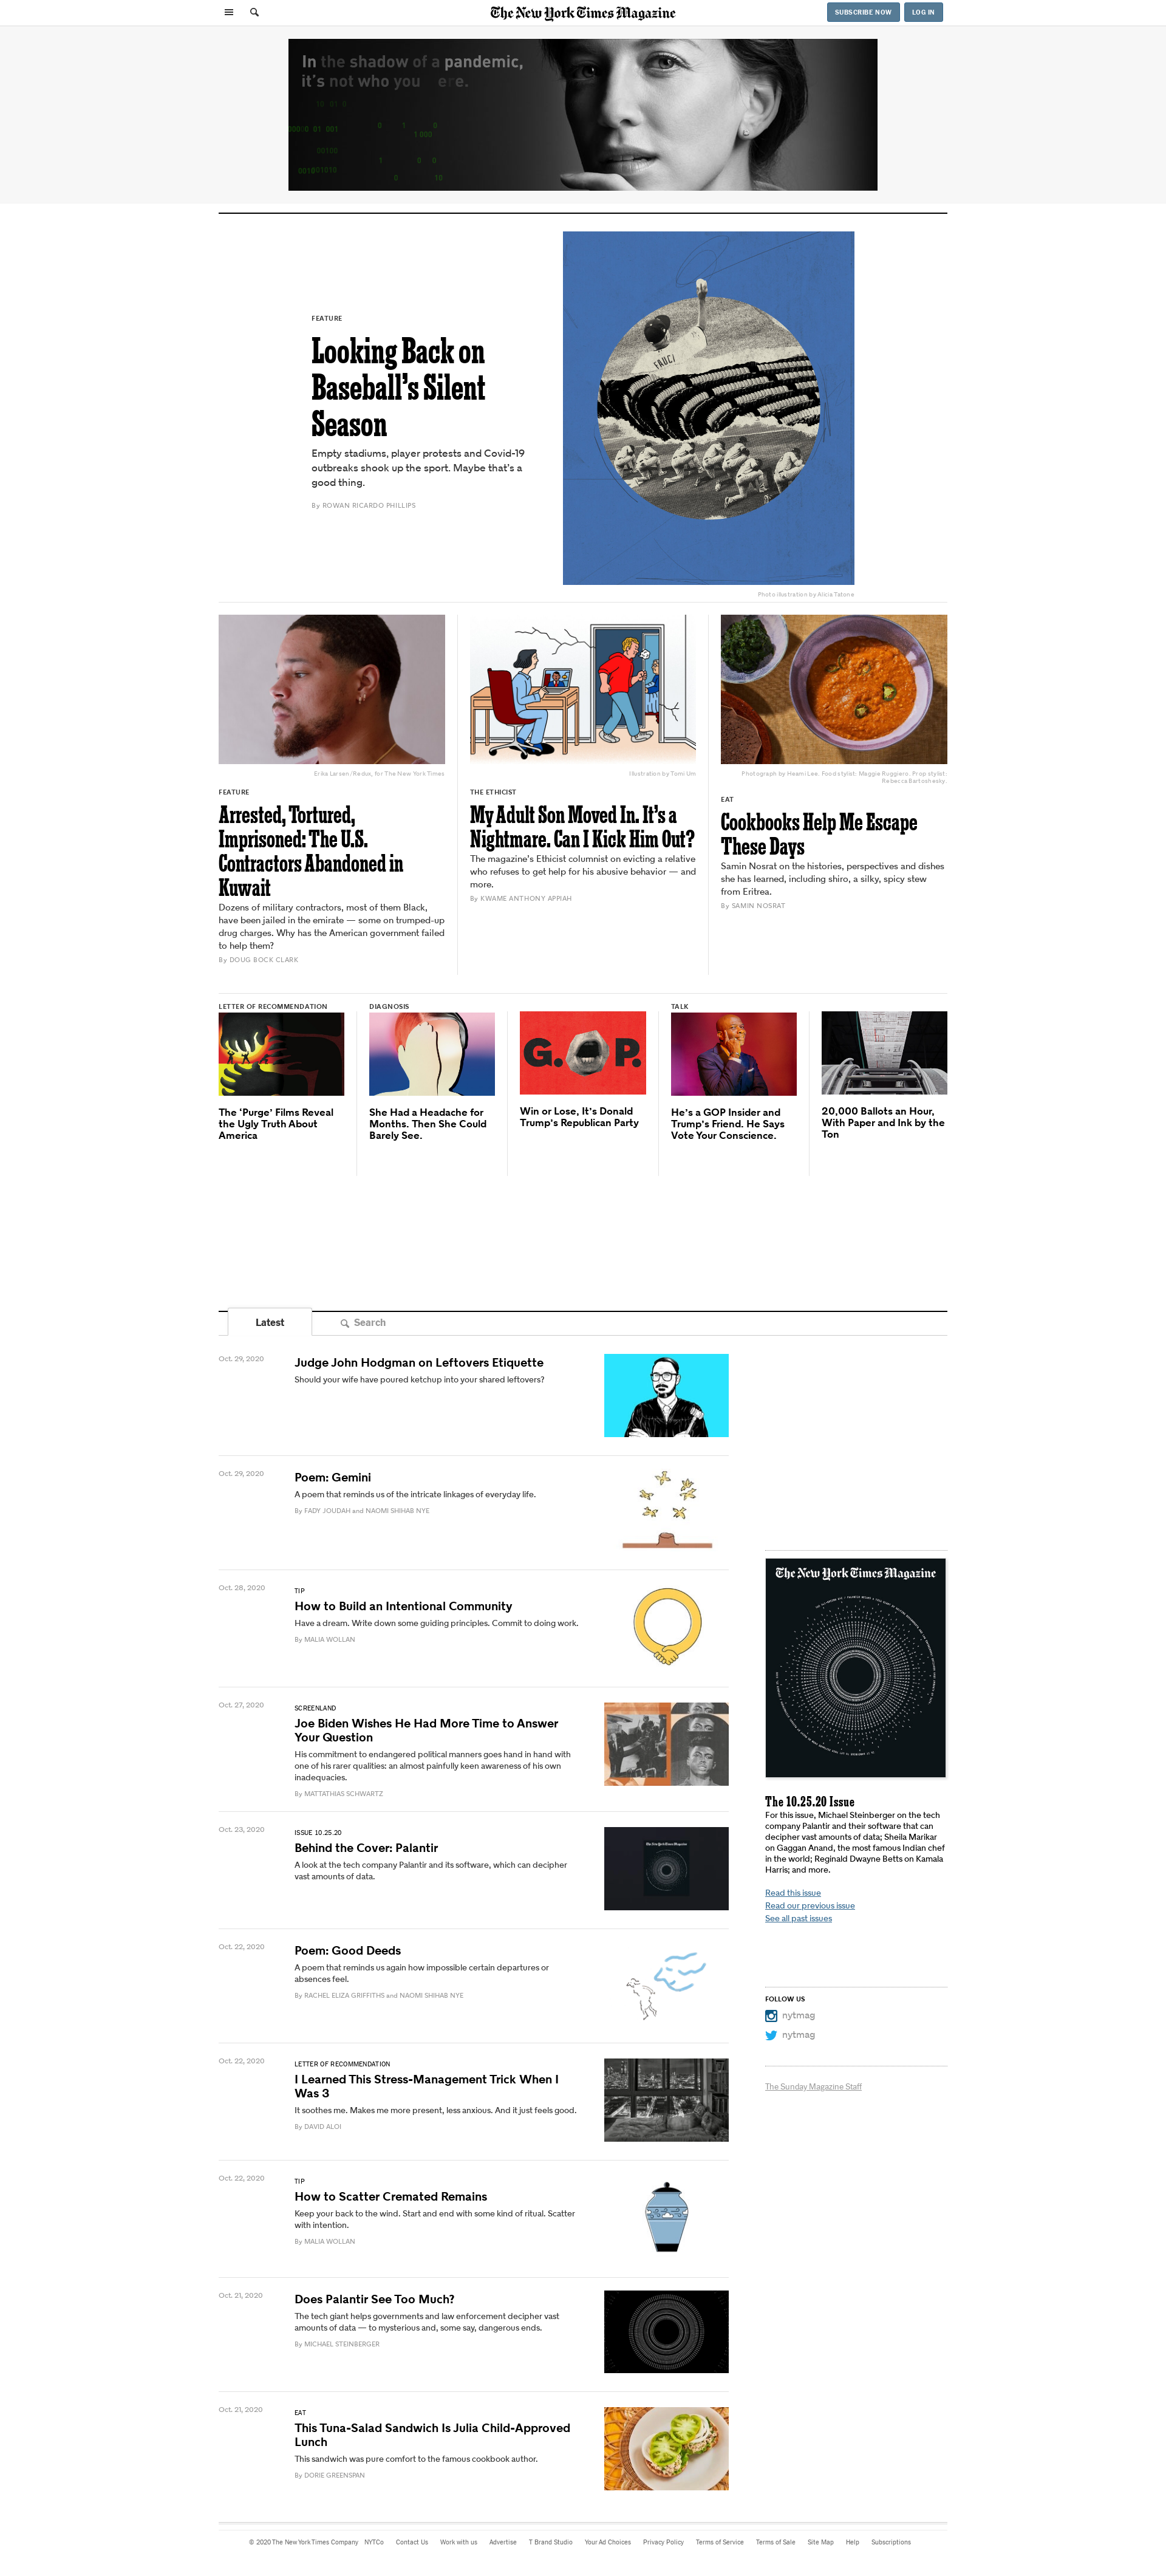 The New York Times Magazine
SUBSCRIBE NOW
LOG IN
In the shadow of a pandemic,
it's not who you ere.
FEATURE
Looking Back on
Baseball's Silent
Season
Empty stadiums, player protests and Covid-19
outbreaks shook up the sport. Maybe that's a
good thing.
By ROWAN RICARDO PHILLIPS
FAUCI
Photo illustration by Alicia Tatone
Erika Larsen/Redux, for The New York Times
FEATURE
Arrested, Tortured,
Imprisoned: The U.S.
Contractors Abandoned in
Kuwait
Dozens of military contractors, most of them Black,
have been jailed in the emirate — some on trumped-up
drug charges. Why has the American government failed
to help them?
By DOUG BOCK CLARK
Illustration by Tomi Um
THE ETHICIST
My Adult Son Moved In. It's a
Nightmare. Can I Kick Him Out?
The magazine's Ethicist columnist on evicting a relative
who refuses to get help for his abusive behavior — and
more.
By KWAME ANTHONY APPIAH
Photograph by Heami Lee. Food stylist: Maggie Ruggiero. Prop stylist:
Rebecca Bartoshesky.
EAT
Cookbooks Help Me Escape
These Days
Samin Nosrat on the histories, perspectives and dishes
she has learned, including shiro, a silky, spicy stew
from Eritrea.
By SAMIN NOSRAT
LETTER OF RECOMMENDATION
The 'Purge' Films Reveal
the Ugly Truth About
America
DIAGNOSIS
She Had a Headache for
Months. Then She Could
Barely See.
G.O.P.
Win or Lose, It's Donald
Trump's Republican Party
TALK
He's a GOP Insider and
Trump's Friend. He Says
Vote Your Conscience.
20,000 Ballots an Hour,
With Paper and Ink by the
Ton
Latest
Search
Oct. 29, 2020
Judge John Hodgman on Leftovers Etiquette
Should your wife have poured ketchup into your shared leftovers?
Oct. 29, 2020
Poem: Gemini
A poem that reminds us of the intricate linkages of everyday life.
By FADY JOUDAH and NAOMI SHIHAB NYE
Oct. 28, 2020
TIP
How to Build an Intentional Community
Have a dream. Write down some guiding principles. Commit to doing work.
By MALIA WOLLAN
Oct. 27, 2020
SCREENLAND
Joe Biden Wishes He Had More Time to Answer
Your Question
His commitment to endangered political manners goes hand in hand with
one of his rarer qualities: an almost painfully keen awareness of his own
inadequacies.
By MATTATHIAS SCHWARTZ
Oct. 23, 2020
ISSUE 10.25.20
Behind the Cover: Palantir
A look at the tech company Palantir and its software, which can decipher
vast amounts of data.
Oct. 22, 2020
Poem: Good Deeds
A poem that reminds us again how impossible certain departures or
absences feel.
By RACHEL ELIZA GRIFFITHS and NAOMI SHIHAB NYE
Oct. 22, 2020
LETTER OF RECOMMENDATION
I Learned This Stress-Management Trick When I
Was 3
It soothes me. Makes me more present, less anxious. And it just feels good.
By DAVID ALOI
Oct. 22, 2020
TIP
How to Scatter Cremated Remains
Keep your back to the wind. Start and end with some kind of ritual. Scatter
with intention.
By MALIA WOLLAN
Oct. 21, 2020
Does Palantir See Too Much?
The tech giant helps governments and law enforcement decipher vast
amounts of data — to mysterious and, some say, dangerous ends.
By MICHAEL STEINBERGER
Oct. 21, 2020
EAT
This Tuna-Salad Sandwich Is Julia Child-Approved
Lunch
This sandwich was pure comfort to the famous cookbook author.
By DORIE GREENSPAN
The New York Times Magazine
The 10.25.20 Issue
For this issue, Michael Steinberger on the tech
company Palantir and their software that can
decipher vast amounts of data; Sheila Marikar
on Gaggan Anand, the most famous Indian chef
in the world; Reginald Dwayne Betts on Kamala
Harris; and more.
Read this issue
Read our previous issue
See all past issues
FOLLOW US
nytmag
nytmag
The Sunday Magazine Staff
© 2020 The New York Times Company NYTCo Contact Us Work with us Advertise T Brand Studio Your Ad Choices Privacy Policy Terms of Service Terms of Sale Site Map Help Subscriptions